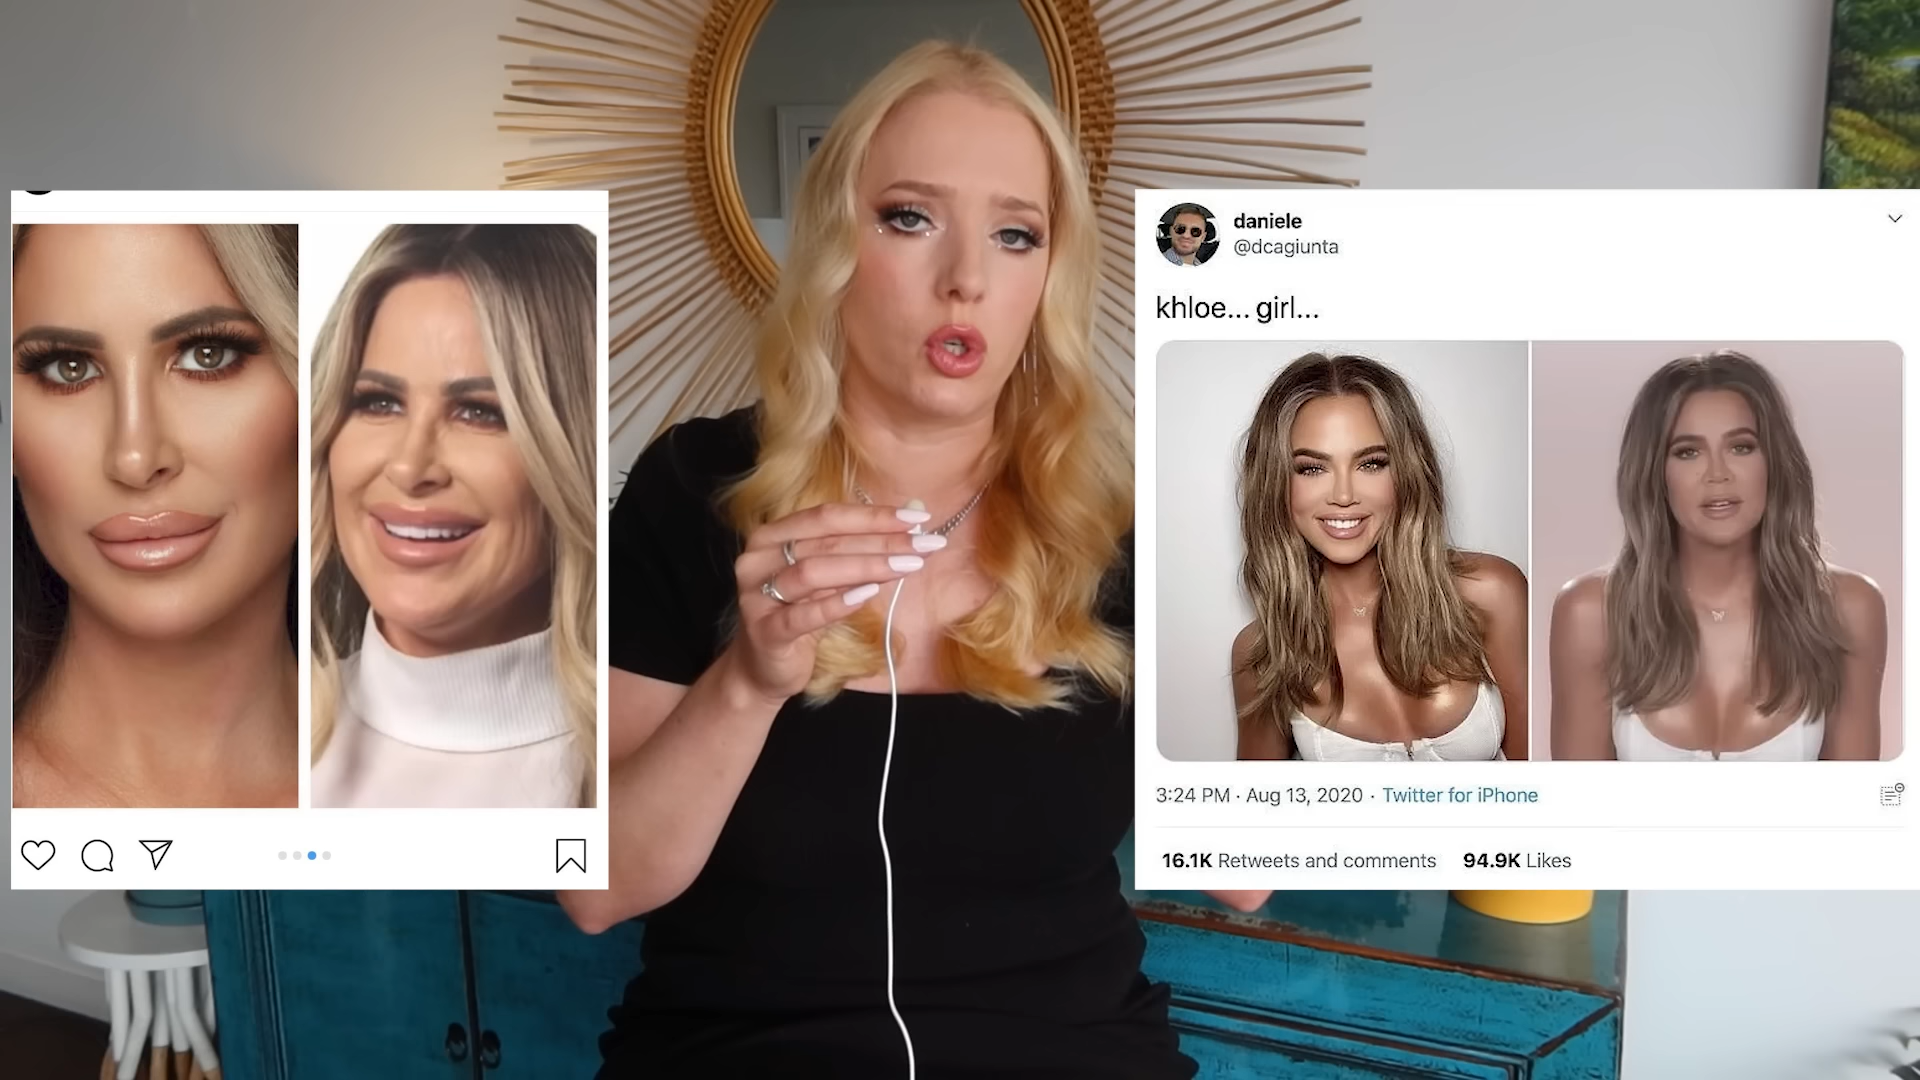 daniele
@dcagiunta
khloe... girl...
3:24 PM · Aug 13, 2020 · Twitter for iPhone
16.1K Retweets and comments 94.9K Likes